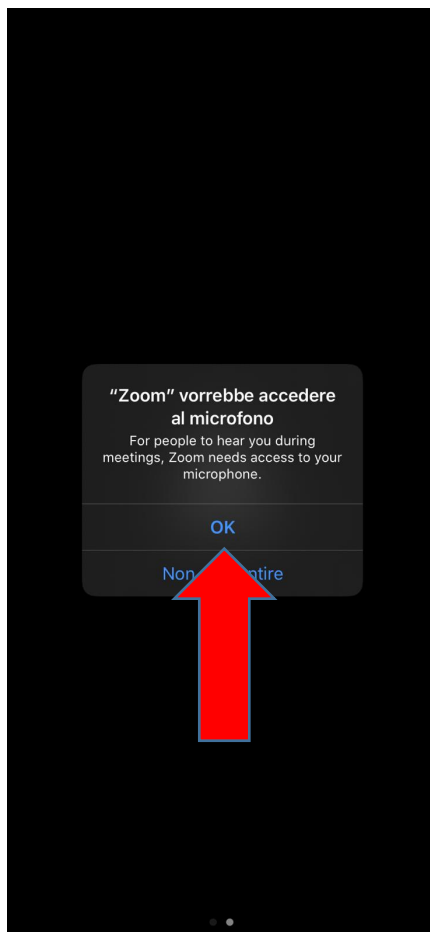 “Zoom” vorrebbe accedere
al microfono
For people to hear you during
meetings, Zoom needs access to your
microphone.
OK
Non